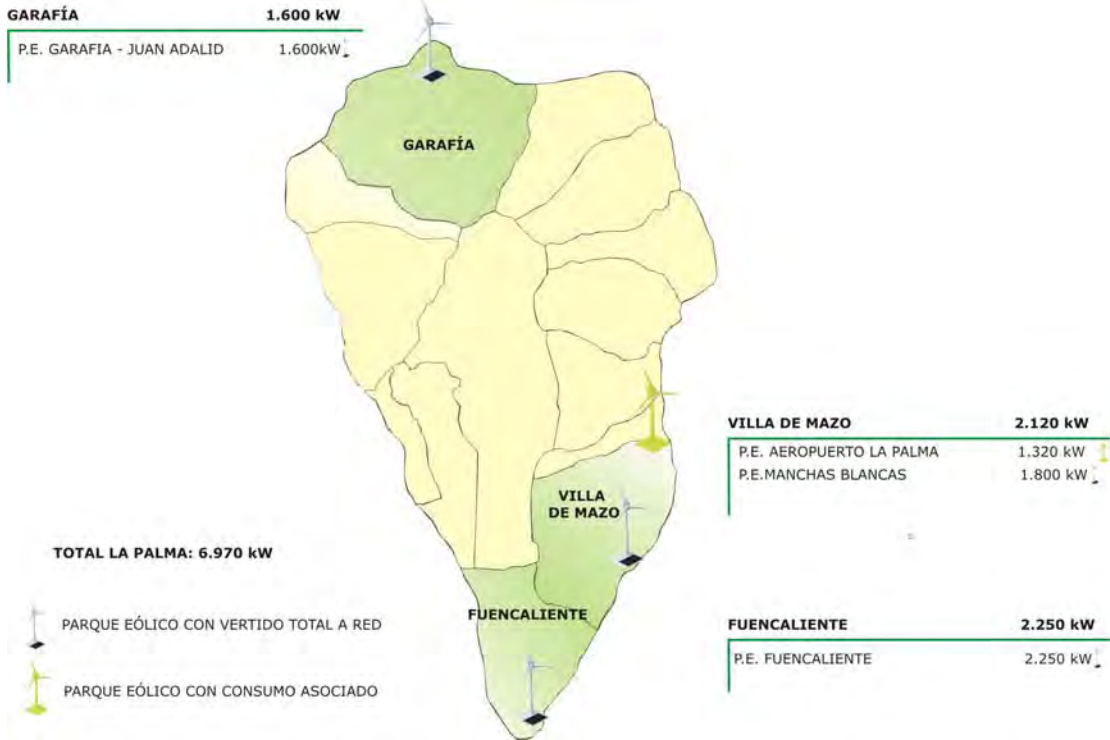 GARAFÍA 1.600 kW
P.E. GARAFIA - JUAN ADALID 1.600kW
GARAFÍA
VILLA DE MAZO 2.120 kW
P.E. AEROPUERTO LA PALMA 1.320 kW
P.E.MANCHAS BLANCAS 1.800 kW
VILLA
DE MAZO
TOTAL LA PALMA: 6.970 kW
FUENCALIENTE
PARQUE EÓLICO CON VERTIDO TOTAL A RED
FUENCALIENTE 2.250 kW
P.E. FUENCALIENTE 2.250 kW
PARQUE EÓLICO CON CONSUMO ASOCIADO